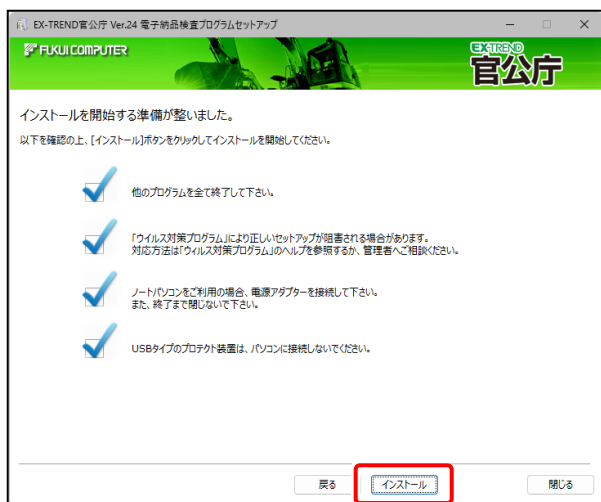 EX-TREND官公庁 Ver.24 電子納品検査プログラムセットアップ
FUKUI COMPUTER
EX-TREND
官公庁
インストールを開始する準備が整いました。
以下を確認の上、[インストール]ボタンをクリックしてインストールを開始してください。
他のプログラムを全て終了して下さい。
「ウイルス対策プログラム」により正しいセットアップが阻害される場合があります。
対応方法は「ウィルス対策プログラム」のヘルプを参照するか、管理者へご相談ください。
ノートパソコンをご利用の場合、電源アダプターを接続して下さい。
また、終了まで閉じないで下さい。
USBタイプのプロテクト装置は、パソコンに接続しないでください。
戻る
インストール
閉じる